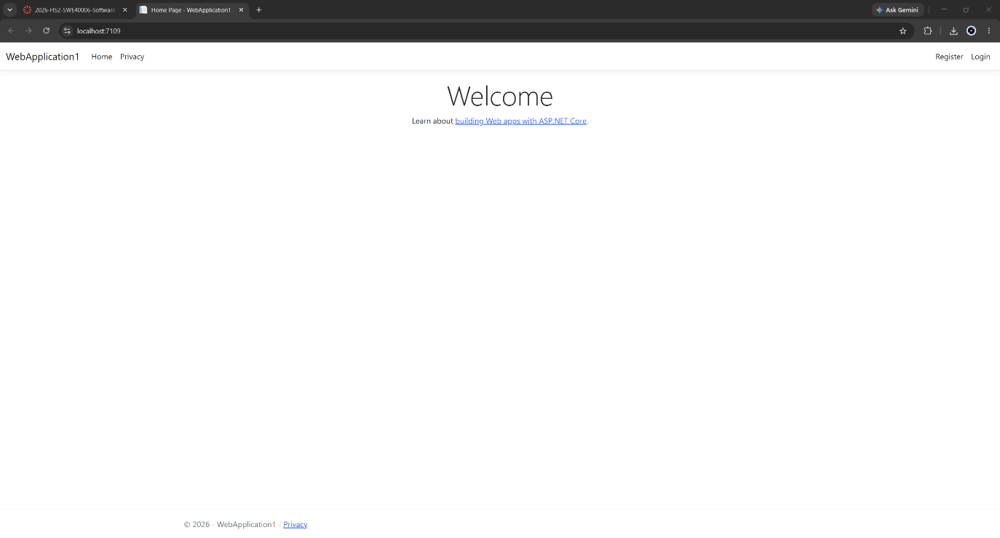 2026-HS2-SWE40006-Software
Home Page - WebApplication1
Ask Gemini
localhost:7109
WebApplication1 Home Privacy Register Login
Welcome
Learn about building Web apps with ASP.NET Core.
© 2026 - WebApplication1 - Privacy